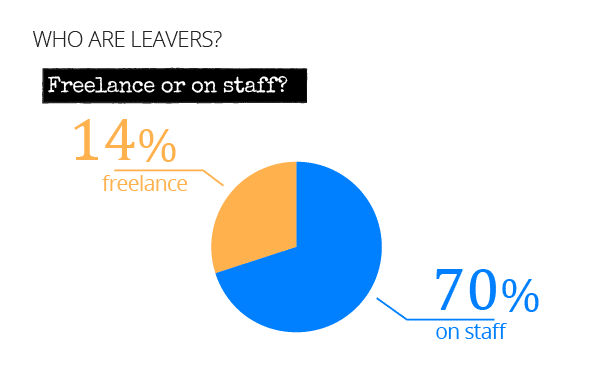 WHO ARE LEAVERS?
Freelance or on staff?
14%
freelance
70%
on staff